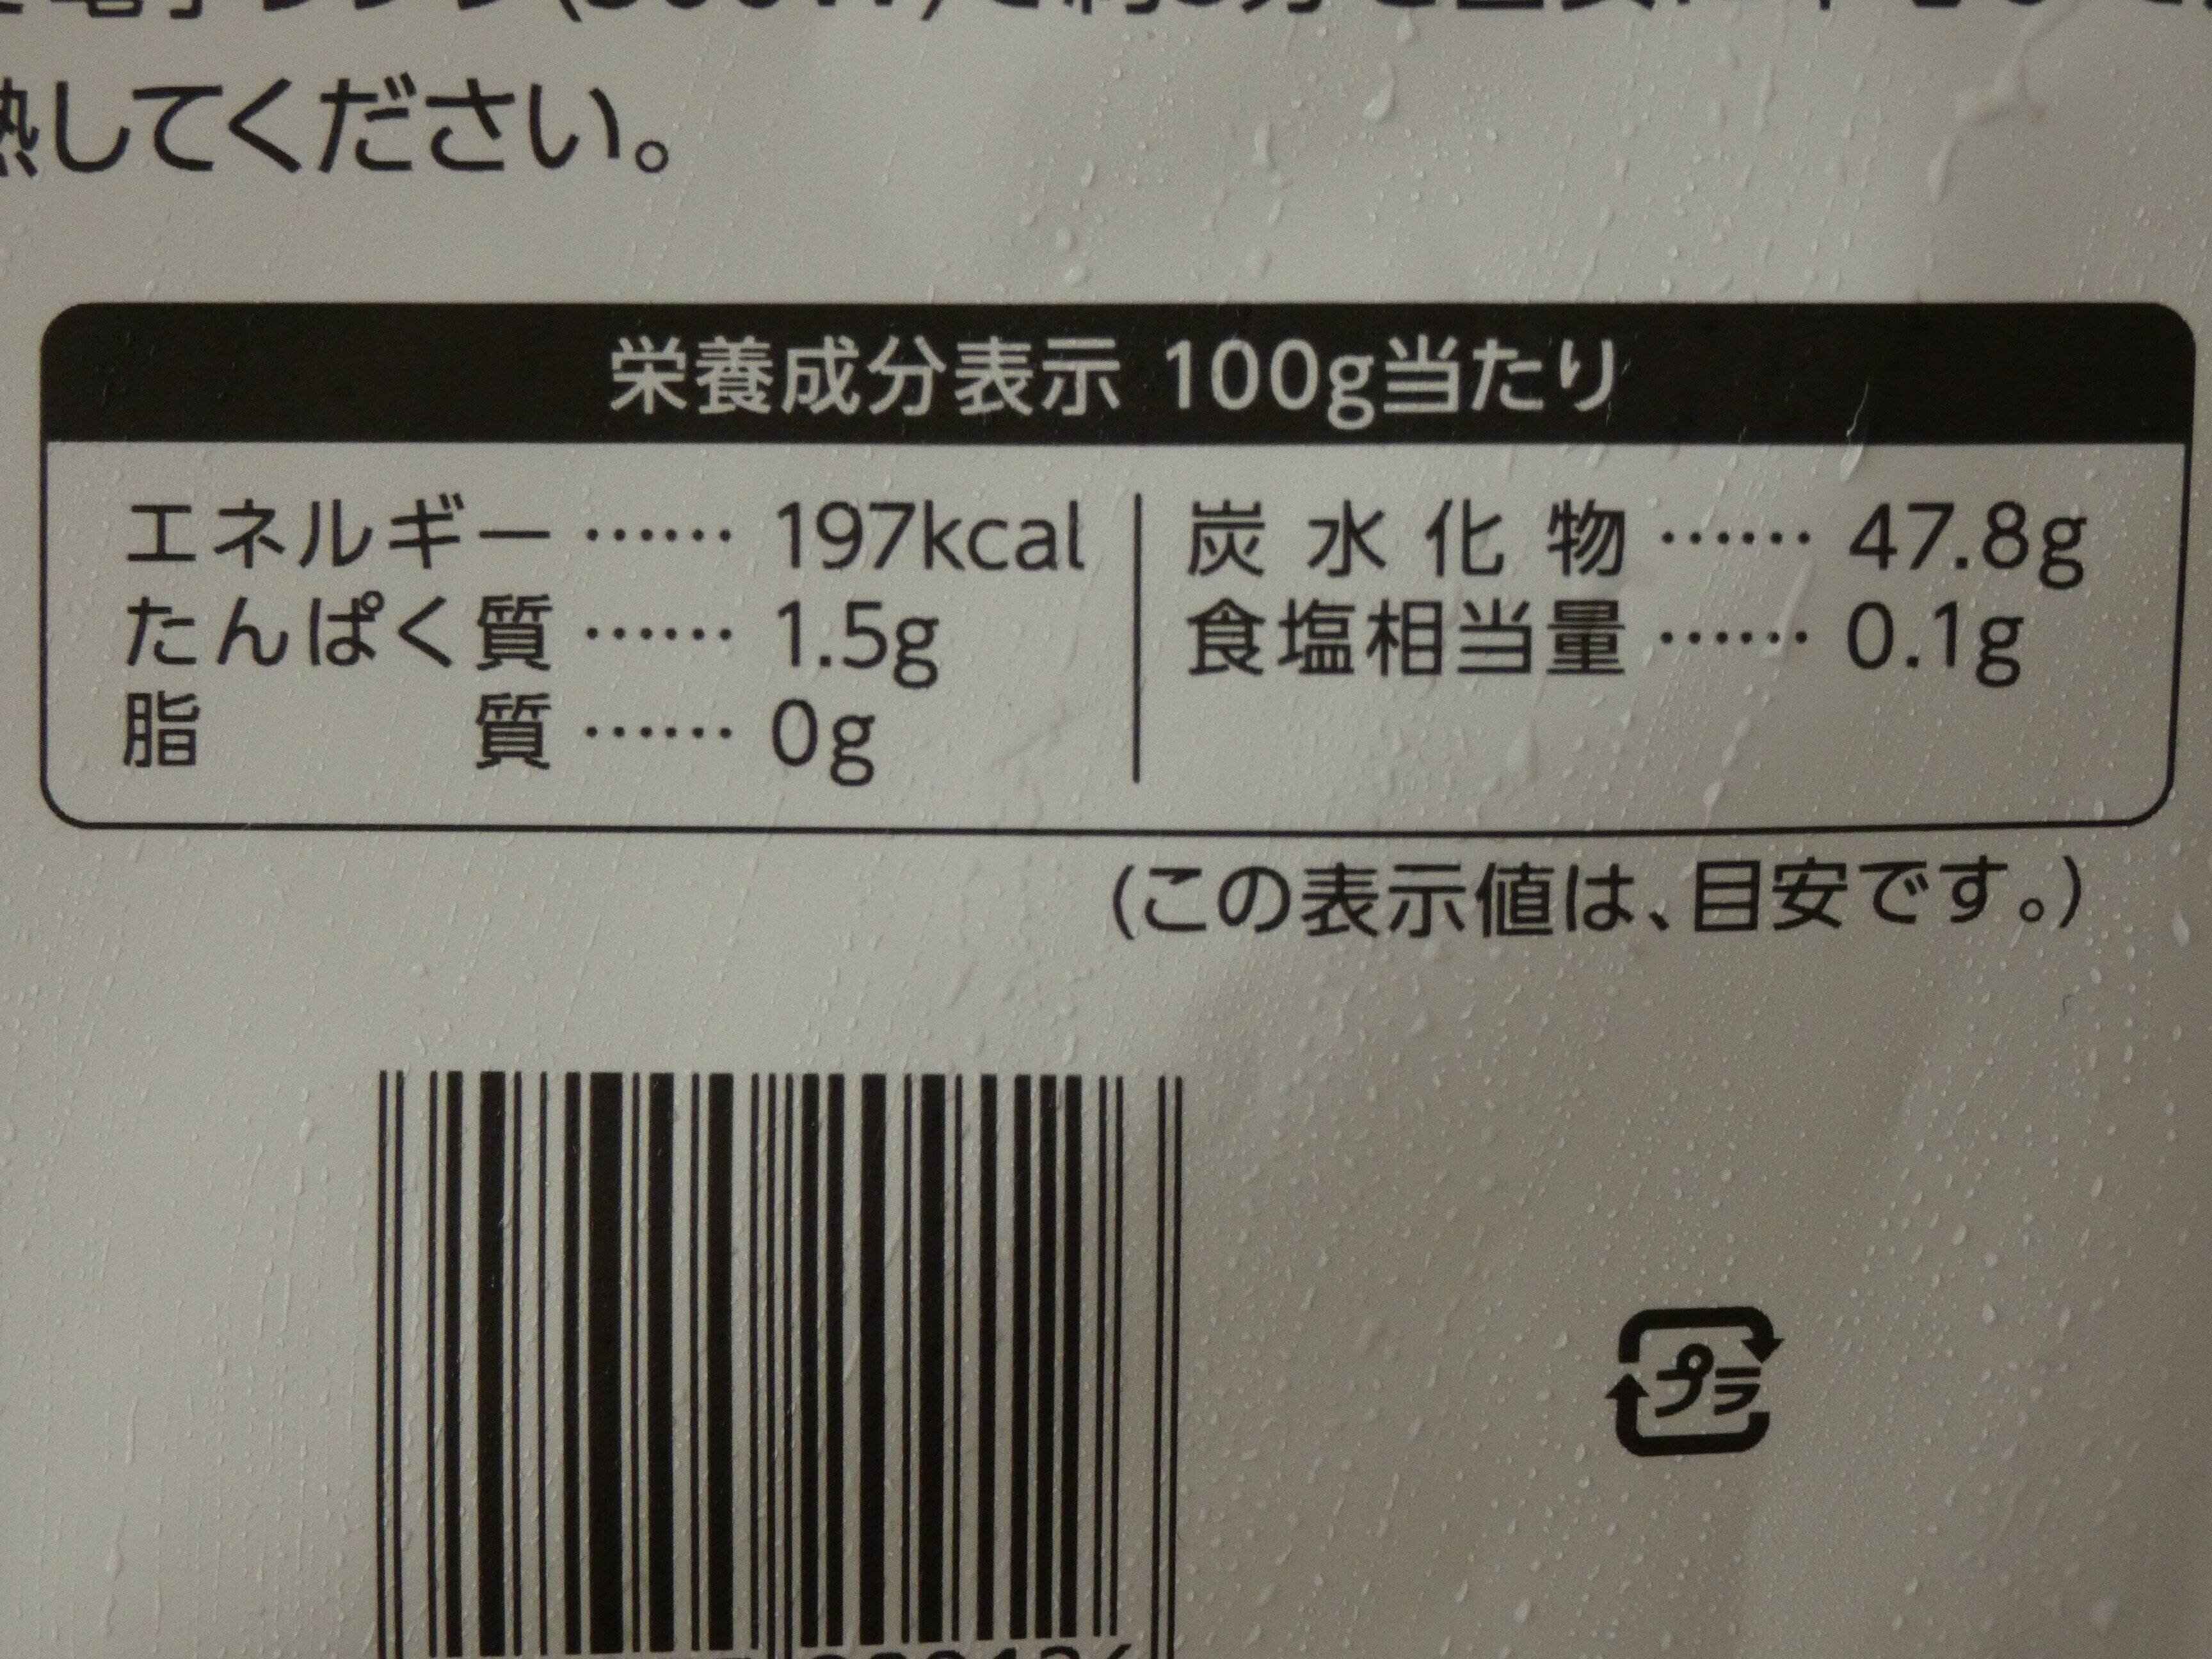 熱してください。
栄養成分表示 100g当たり
エネルギー …… 197kcal
たんぱく質 …… 1.5g
脂質 …… 0g
炭水化物 …… 47.8g
食塩相当量 …… 0.1g
(この表示値は、目安です。)
プラ